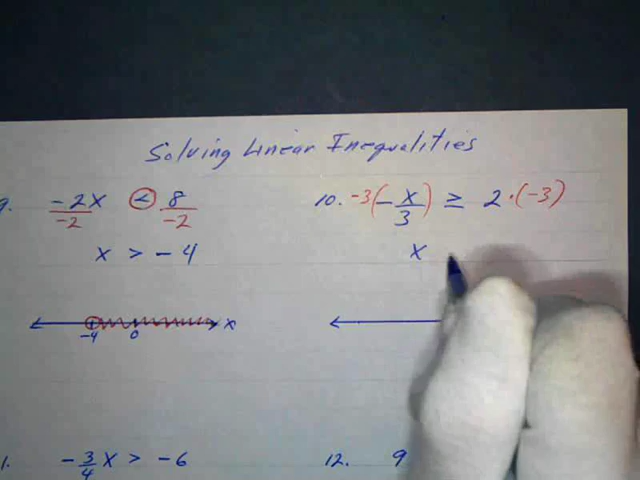 Solving Linear Inequalities
9. -2x/-2 < 8/-2
x > -4
-4 0 x
10. -3(-x/3) ≥ 2·(-3)
x
1. -3/4 x > -6
12. 9